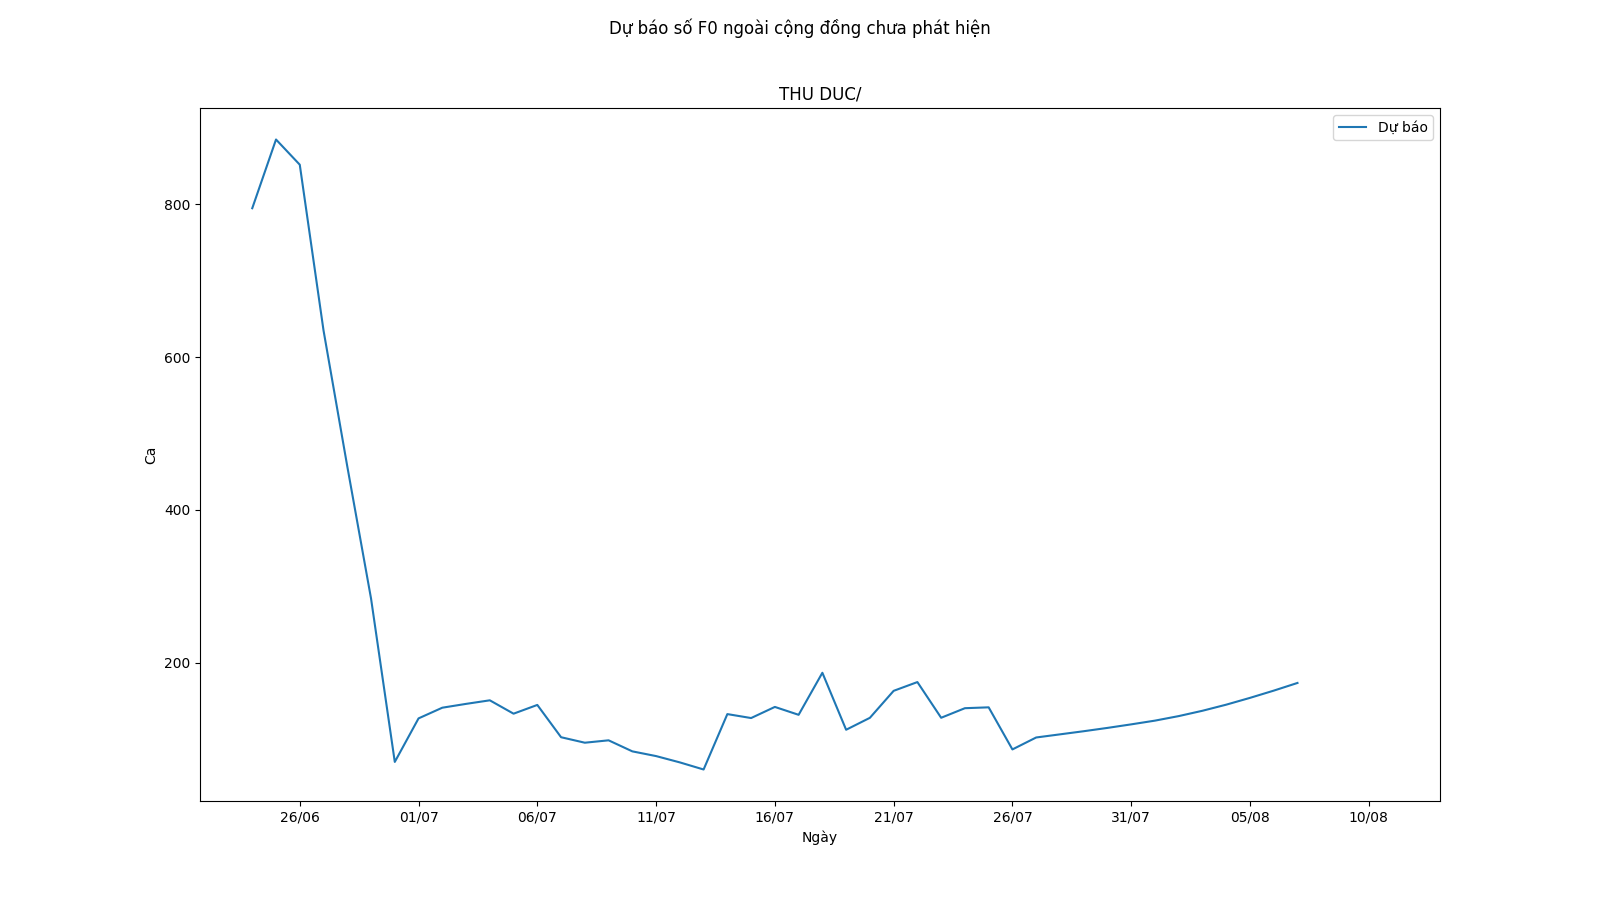 Dự báo số F0 ngoài cộng đồng chưa phát hiện
THU DUC/
Dự báo
800
600
400
200
Ca
26/06 01/07 06/07 11/07 16/07 21/07 26/07 31/07 05/08 10/08
Ngày